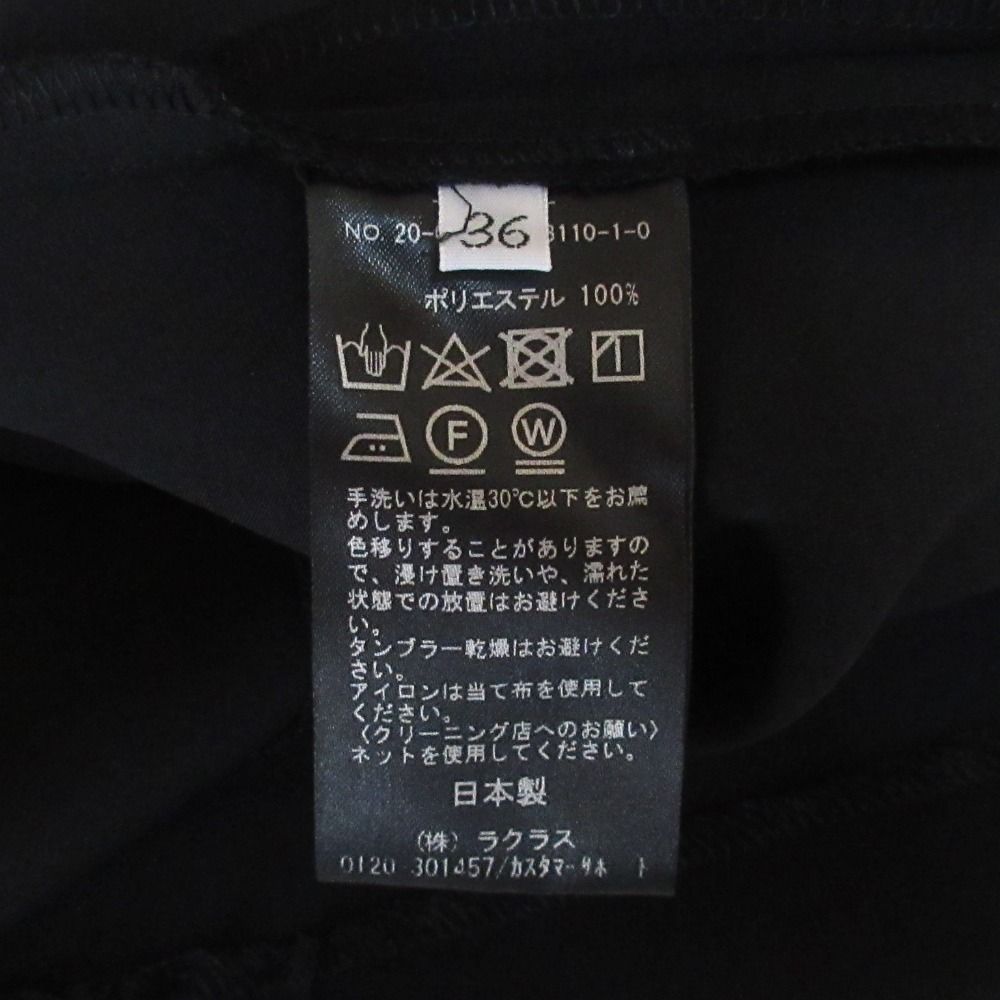 36
NO 20- 3110-1-0
ポリエステル 100%
F W
手洗いは水温30℃以下をお薦
めします。
色移りすることがありますの
で、浸け置き洗いや、濡れた
状態での放置はお避けくださ
い。
タンブラー乾燥はお避けくだ
さい。
アイロンは当て布を使用して
ください。
〈クリーニング店へのお願い〉
ネットを使用してください。
日本製
(株) ラクラス
0120 301457/カスタマーサポート